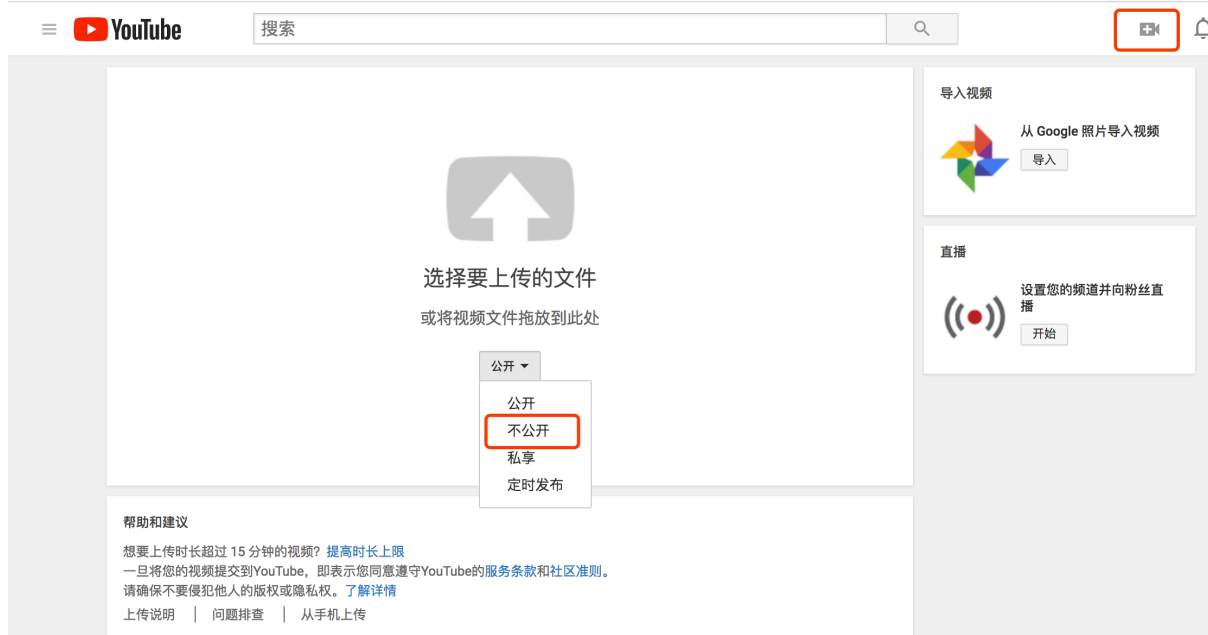 YouTube
搜索
选择要上传的文件
或将视频文件拖放到此处
公开
公开
不公开
私享
定时发布
导入视频
从 Google 照片导入视频
导入
直播
设置您的频道并向粉丝直
播
开始
帮助和建议
想要上传时长超过 15 分钟的视频？提高时长上限
一旦将您的视频提交到YouTube，即表示您同意遵守YouTube的服务条款和社区准则。
请确保不要侵犯他人的版权或隐私权。了解详情
上传说明 | 问题排查 | 从手机上传